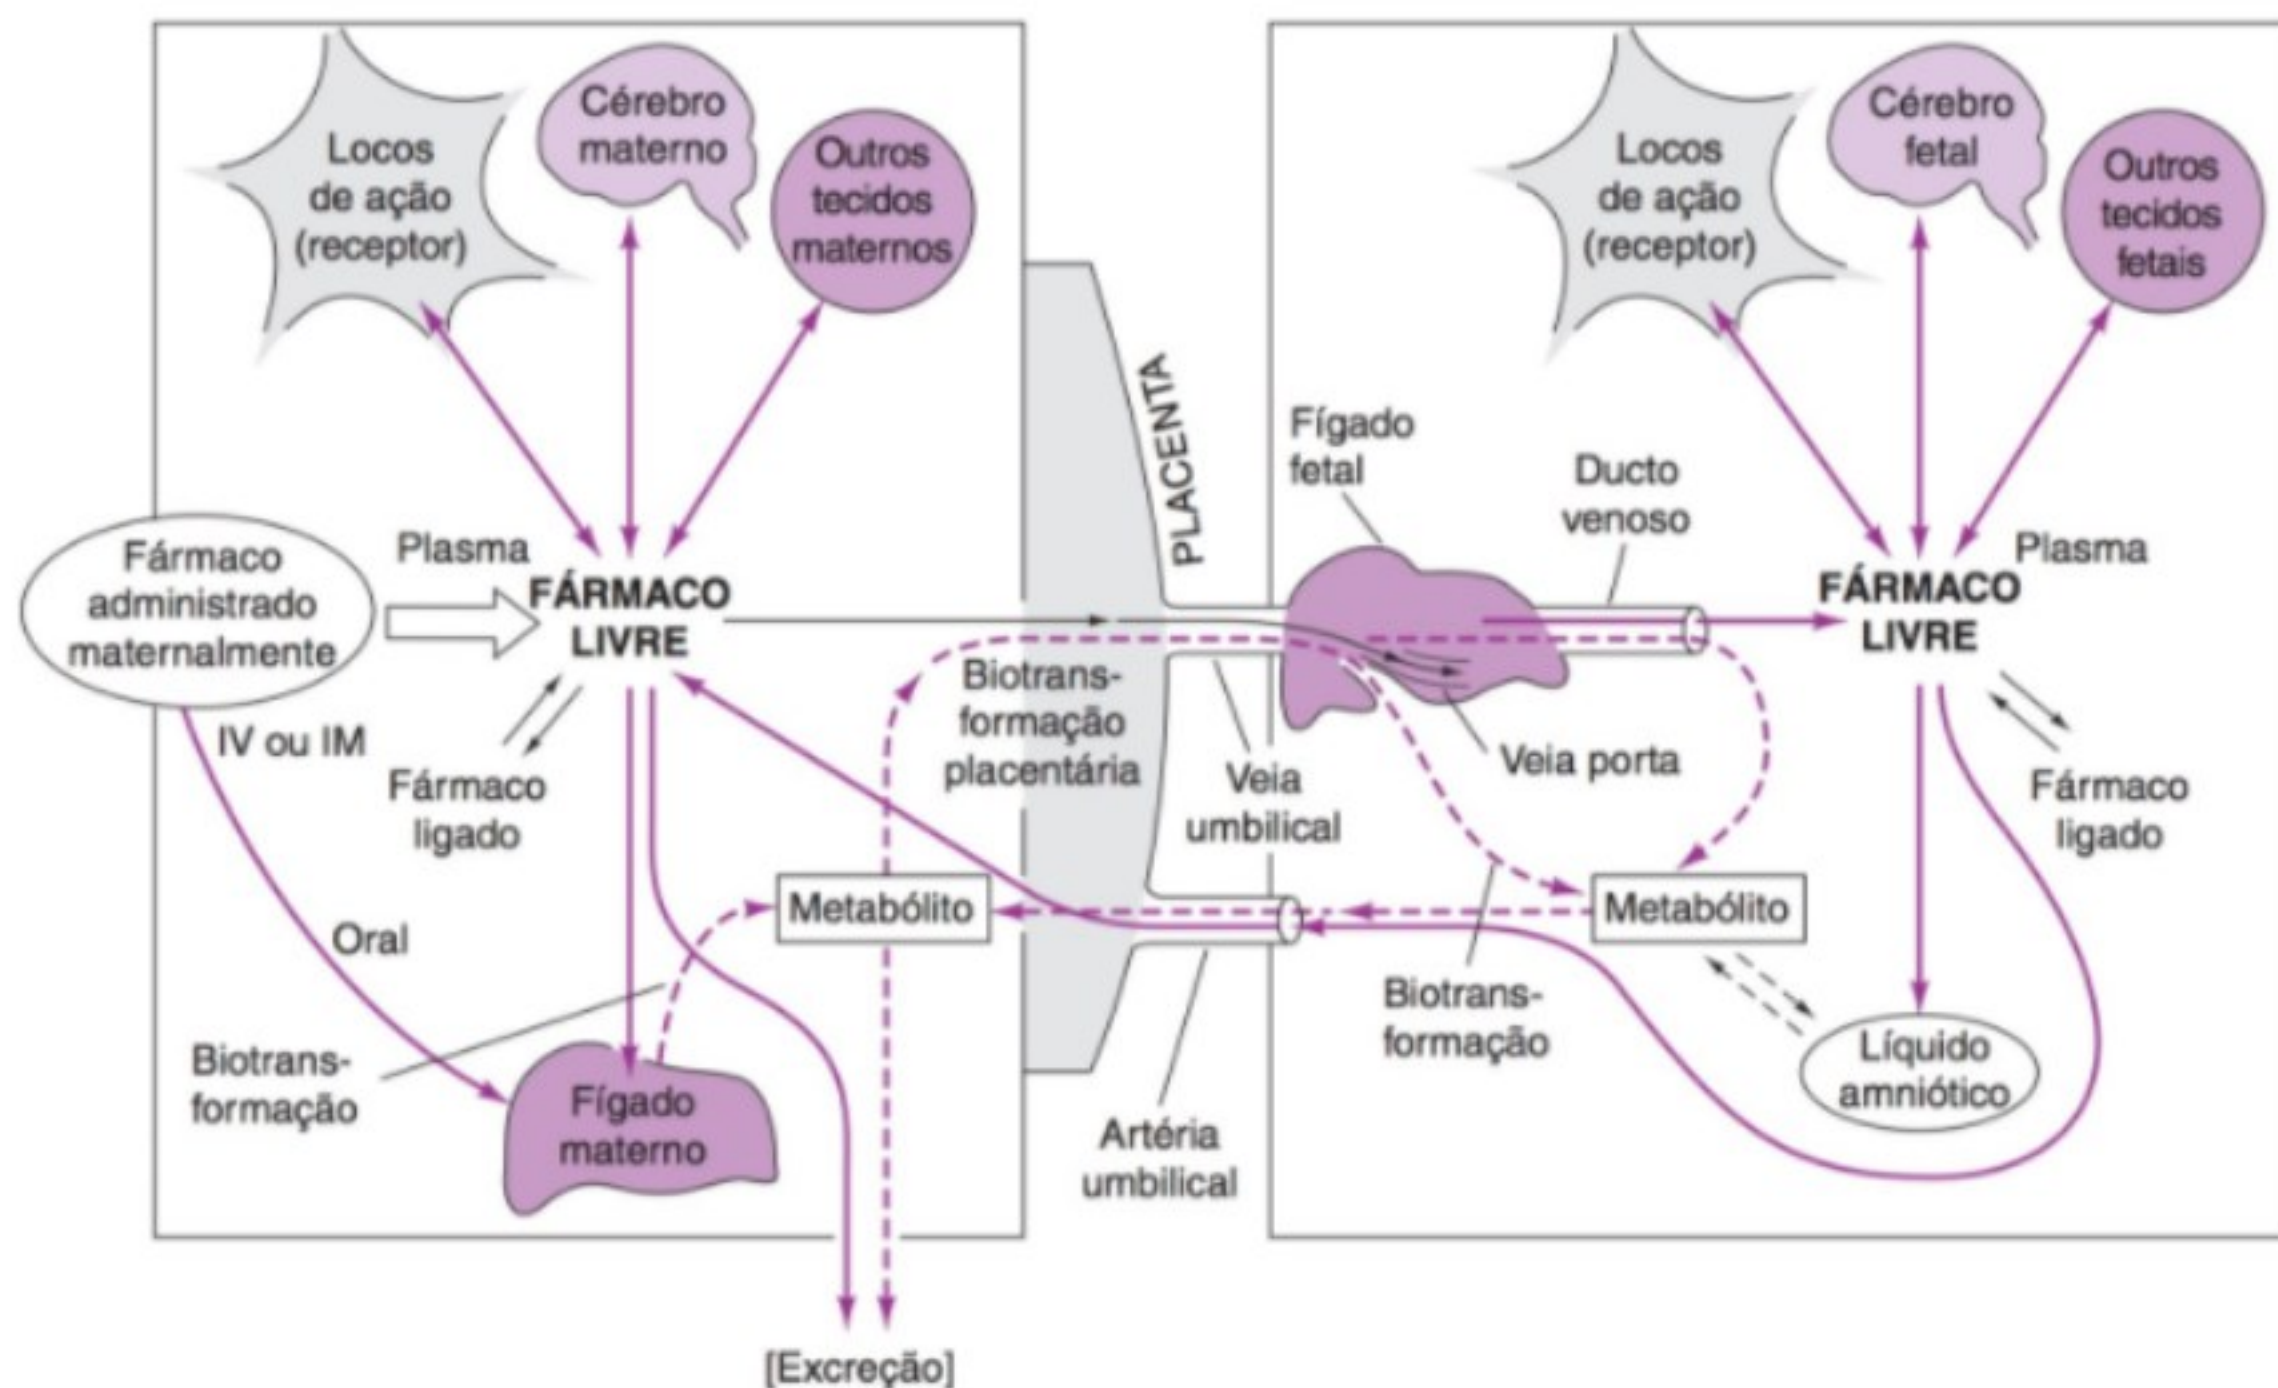 Locos
de ação
(receptor)
Cérebro
materno
Outros
tecidos
maternos
Fármaco
administrado
maternalmente
Plasma
FÁRMACO
LIVRE
IV ou IM
Fármaco
ligado
Oral
Biotrans-
formação
Fígado
materno
Metabólito
[Excreção]
Biotrans-
formação
placentária
PLACENTA
Veia
umbilical
Artéria
umbilical
Locos
de ação
(receptor)
Cérebro
fetal
Outros
tecidos
fetais
Fígado
fetal
Ducto
venoso
Plasma
FÁRMACO
LIVRE
Veia porta
Fármaco
ligado
Metabólito
Biotrans-
formação
Líquido
amniótico